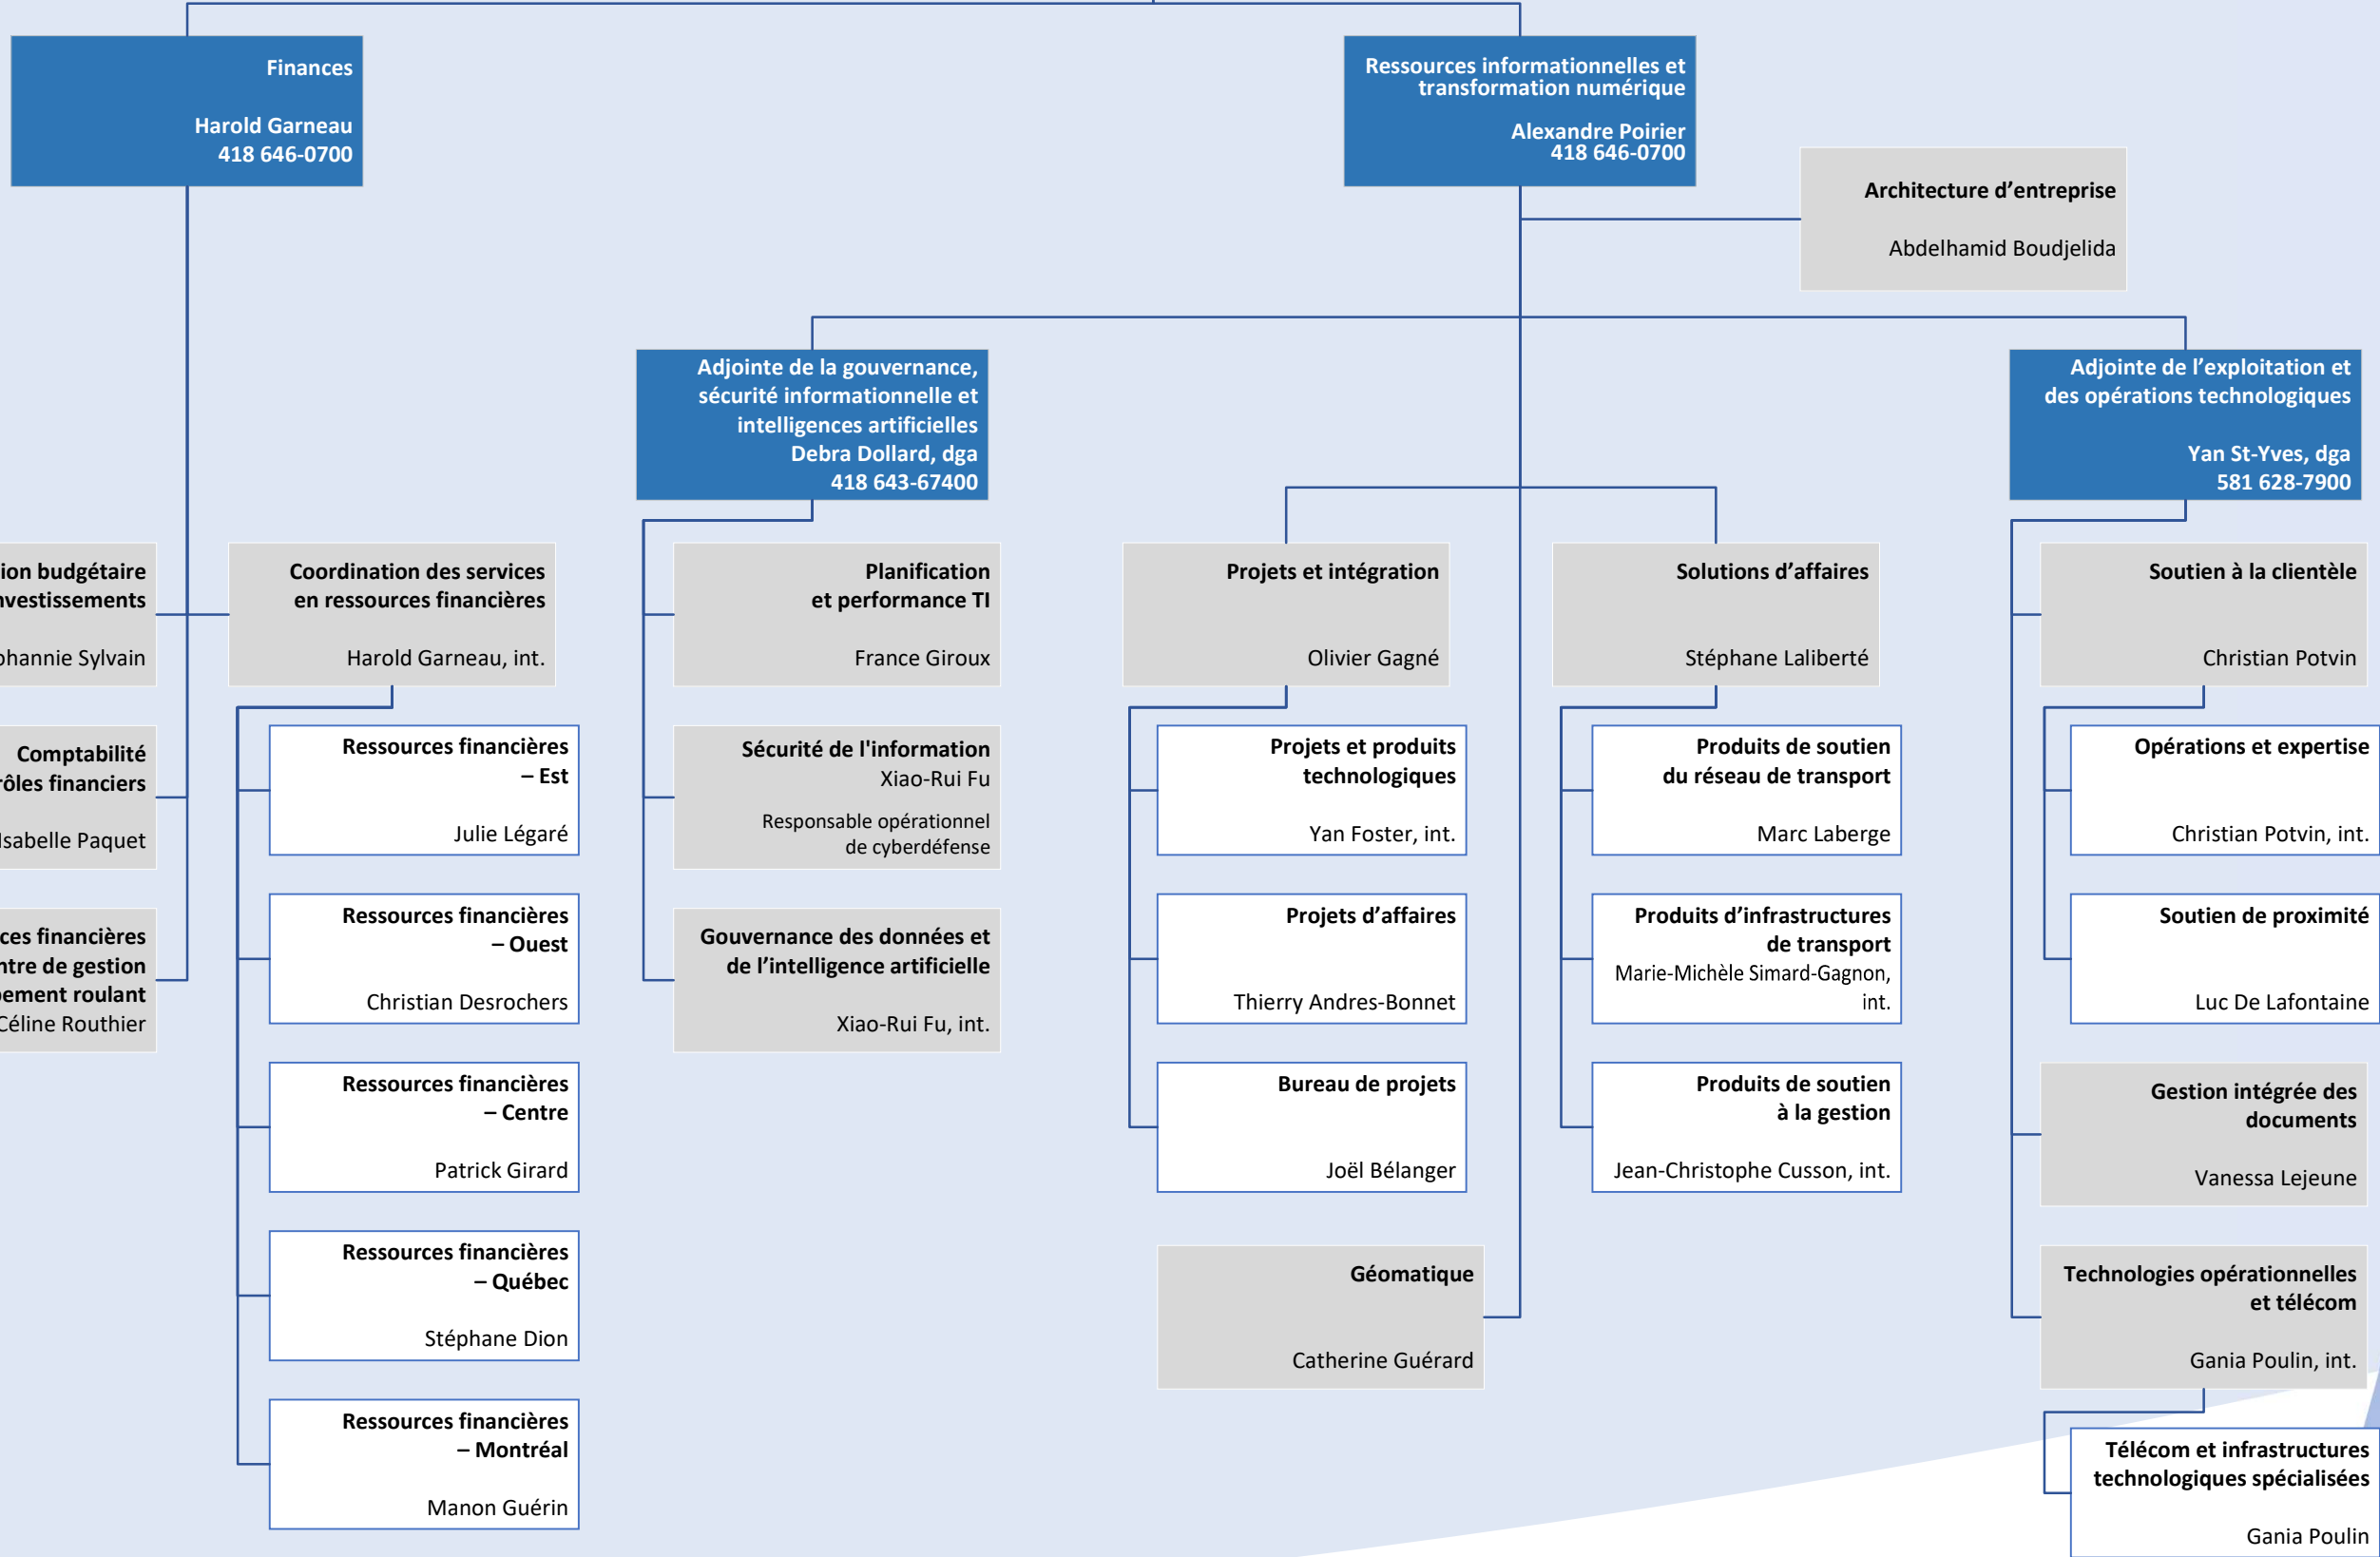 Finances
Harold Garneau
418 646-0700
Ressources informationnelles et
transformation numérique
Alexandre Poirier
418 646-0700
Architecture d’entreprise
Abdelhamid Boudjelida
Adjointe de la gouvernance,
sécurité informationnelle et
intelligences artificielles
Debra Dollard, dga
418 643-67400
Adjointe de l’exploitation et
des opérations technologiques
Yan St-Yves, dga
581 628-7900
budgétaire
Sylvain
Comptabilité
financiers
Isabelle Paquet
financières
de gestion
roulant
Céline Routhier
Coordination des services
en ressources financières
Harold Garneau, int.
Ressources financières
– Est
Julie Légaré
Ressources financières
– Ouest
Christian Desrochers
Ressources financières
– Centre
Patrick Girard
Ressources financières
– Québec
Stéphane Dion
Ressources financières
– Montréal
Manon Guérin
Planification
et performance TI
France Giroux
Sécurité de l'information
Xiao-Rui Fu
Responsable opérationnel
de cyberdéfense
Gouvernance des données et
de l’intelligence artificielle
Xiao-Rui Fu, int.
Projets et intégration
Olivier Gagné
Projets et produits
technologiques
Yan Foster, int.
Projets d’affaires
Thierry Andres-Bonnet
Bureau de projets
Joël Bélanger
Géomatique
Catherine Guérard
Solutions d’affaires
Stéphane Laliberté
Produits de soutien
du réseau de transport
Marc Laberge
Produits d’infrastructures
de transport
Marie-Michèle Simard-Gagnon,
int.
Produits de soutien
à la gestion
Jean-Christophe Cusson, int.
Soutien à la clientèle
Christian Potvin
Opérations et expertise
Christian Potvin, int.
Soutien de proximité
Luc De Lafontaine
Gestion intégrée des
documents
Vanessa Lejeune
Technologies opérationnelles
et télécom
Gania Poulin, int.
Télécom et infrastructures
technologiques spécialisées
Gania Poulin